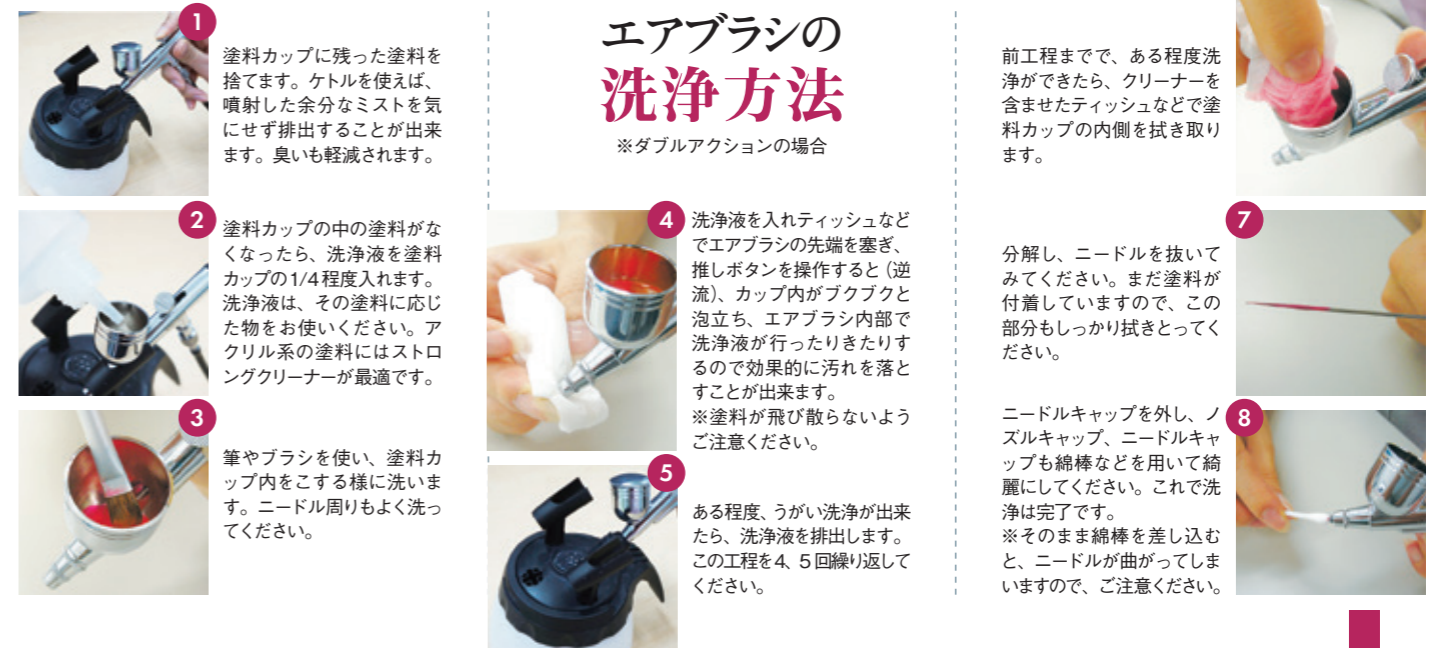 エアブラシの
洗浄方法
※ダブルアクションの場合
1
塗料カップに残った塗料を
捨てます。ケトルを使えば、
噴射した余分なミストを気
にせず排出することが出来
ます。臭いも軽減されます。
2
塗料カップの中の塗料がな
くなったら、洗浄液を塗料
カップの1/4程度入れます。
洗浄液は、その塗料に応じ
た物をお使いください。ア
クリル系の塗料にはストロ
ングクリーナーが最適です。
3
筆やブラシを使い、塗料カ
ップ内をこする様に洗いま
す。ニードル周りもよく洗っ
てください。
4
洗浄液を入れティッシュなど
でエアブラシの先端を塞ぎ、
推しボタンを操作すると（逆
流）、カップ内がブクブクと
泡立ち、エアブラシ内部で
洗浄液が行ったりきたりす
るので効果的に汚れを落と
すことが出来ます。
※塗料が飛び散らないよう
ご注意ください。
5
ある程度、うがい洗浄が出来
たら、洗浄液を排出します。
この工程を4、5回繰り返して
ください。
前工程までで、ある程度洗
浄ができたら、クリーナーを
含ませたティッシュなどで塗
料カップの内側を拭き取り
ます。
7
分解し、ニードルを抜いて
みてください。まだ塗料が
付着していますので、この
部分もしっかり拭きとってく
ださい。
8
ニードルキャップを外し、ノ
ズルキャップ、ニードルキャ
ップも綿棒などを用いて綺
麗にしてください。これで洗
浄は完了です。
※そのまま綿棒を差し込む
と、ニードルが曲がってしま
いますので、ご注意ください。